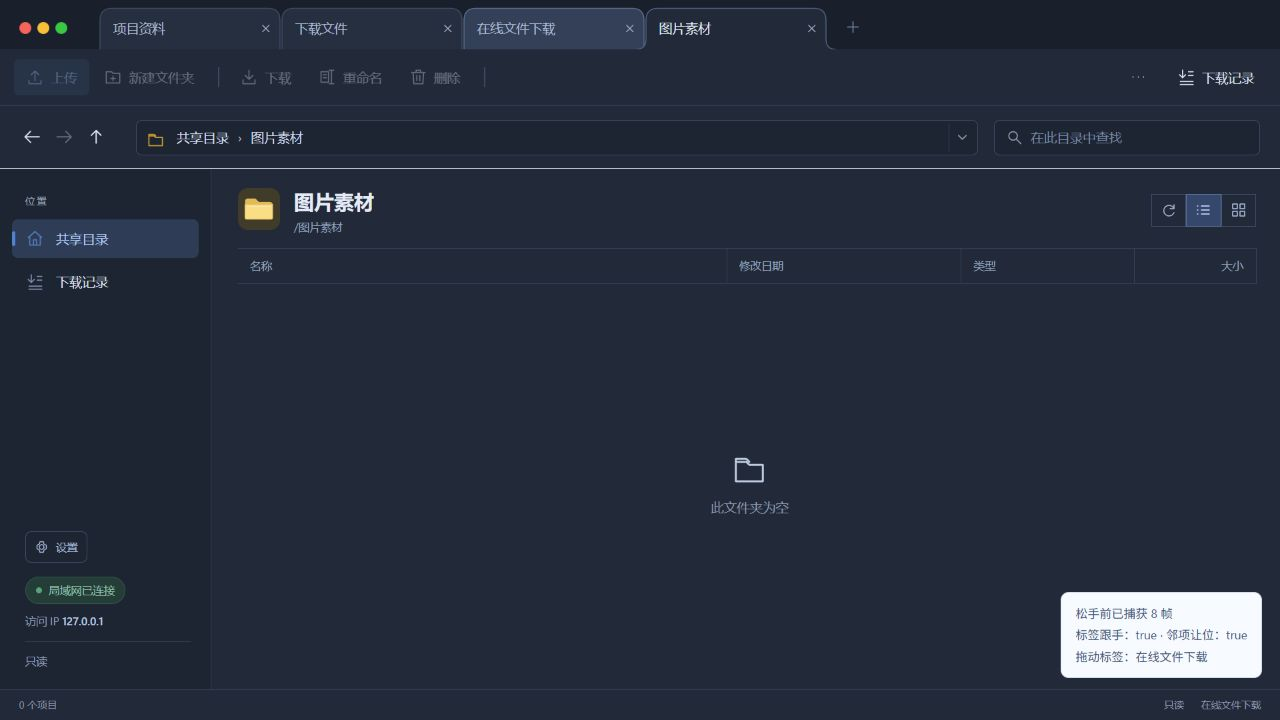 项目资料
下载文件
在线文件下载
图片素材
上传
新建文件夹
下载
重命名
删除
下载记录
共享目录 › 图片素材
在此目录中查找
位置
共享目录
下载记录
图片素材
/图片素材
名称
修改日期
类型
大小
此文件夹为空
设置
局域网已连接
访问 IP 127.0.0.1
只读
松手前已捕获 8 帧
标签跟手：true · 邻项让位：true
拖动标签：在线文件下载
0 个项目
只读
在线文件下载